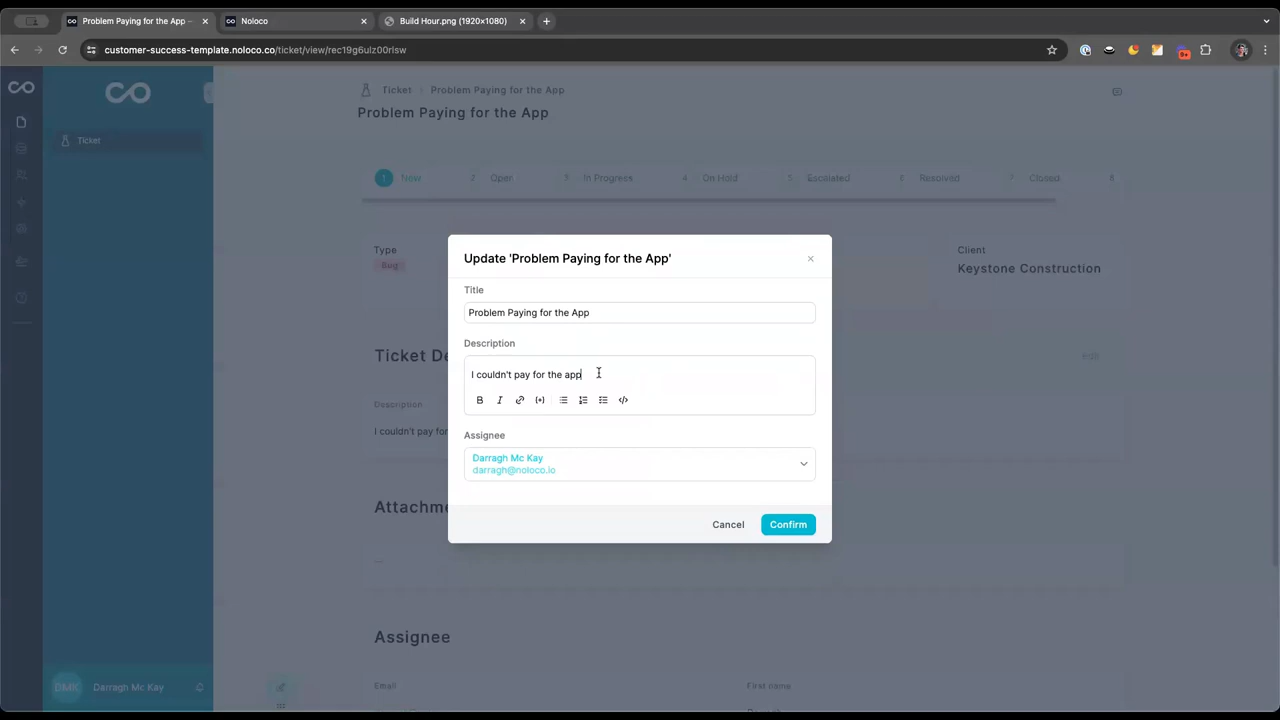 Problem Paying for the App -
Noloco
Build Hour.png (1920×1080)
customer-success-template.noloco.co/ticket/view/rec19g6ulz00rlsw
Ticket
Ticket
Problem Paying for the App
Problem Paying for the App
1 New
2 Open
3 In Progress
4 On Hold
5 Escalated
6 Resolved
7 Closed
8
Type
Bug
Client
Keystone Construction
Update 'Problem Paying for the App'
Title
Problem Paying for the App
Description
I couldn't pay for the app
B I
Assignee
Darragh Mc Kay
darragh@noloco.io
Cancel
Confirm
Ticket De
Edit
Description
I couldn't pay for
Attachme
Assignee
Email
First name
DMK
Darragh Mc Kay